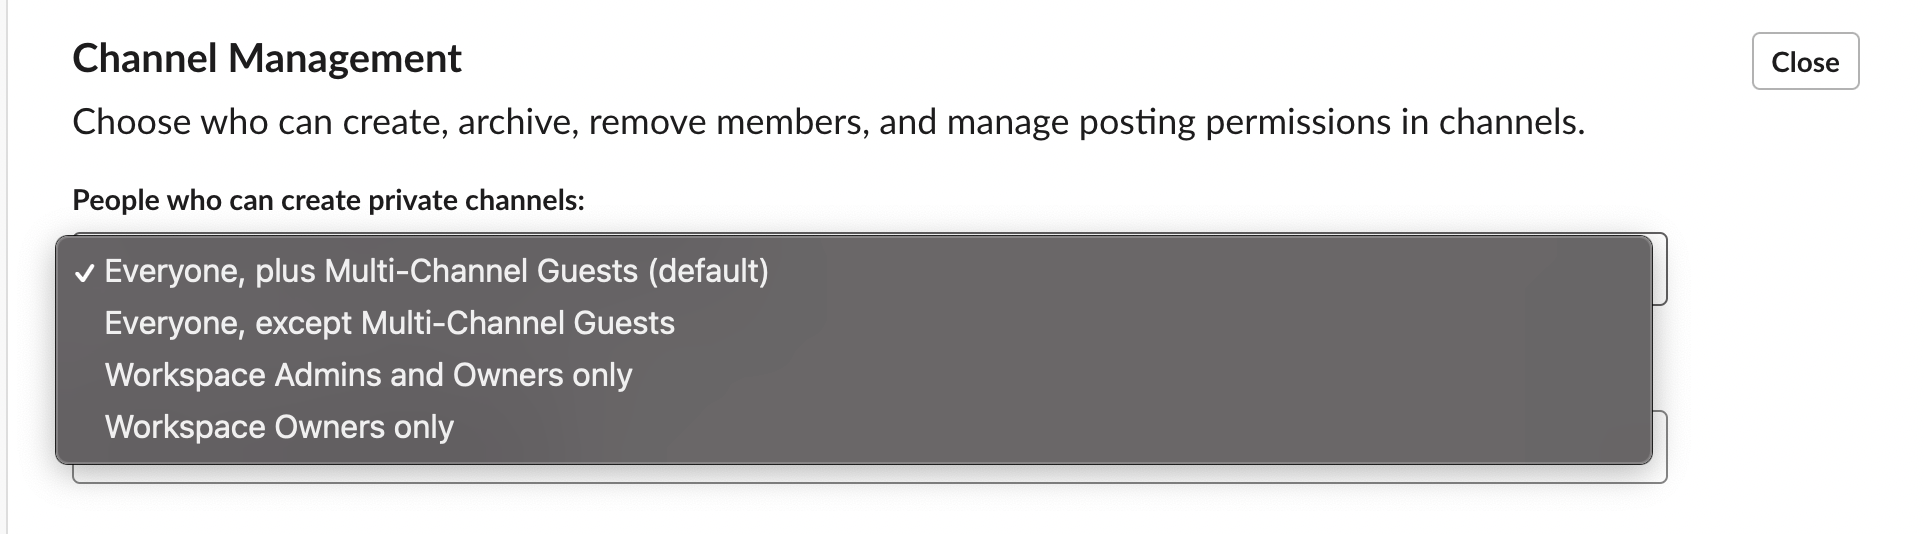 Channel Management
Close
Choose who can create, archive, remove members, and manage posting permissions in channels.
People who can create private channels:
✓ Everyone, plus Multi-Channel Guests (default)
Everyone, except Multi-Channel Guests
Workspace Admins and Owners only
Workspace Owners only